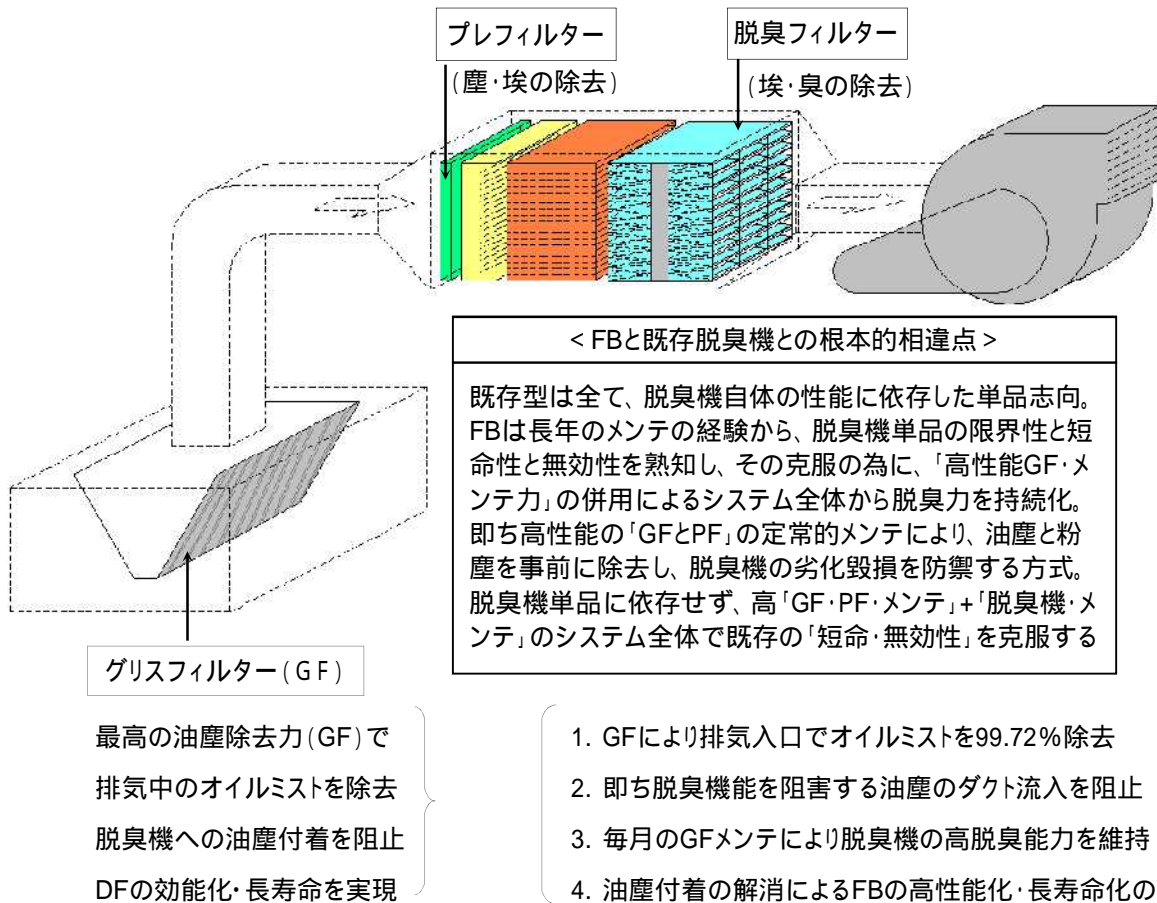 プレフィルター
(塵･埃の除去)
脱臭フィルター
(埃･臭の除去)
<FBと既存脱臭機との根本的相違点>
既存型は全て、脱臭機自体の性能に依存した単品志向。
FBは長年のメンテの経験から、脱臭機単品の限界性と短
命性と無効性を熟知し、その克服の為に、「高性能GF･メ
ンテ力」の併用によるシステム全体から脱臭力を持続化。
即ち高性能の「GFとPF」の定常的メンテにより、油塵と粉
塵を事前に除去し、脱臭機の劣化毀損を防禦する方式。
脱臭機単品に依存せず、高「GF･PF･メンテ」+「脱臭機･メ
ンテ」のシステム全体で既存の「短命･無効性」を克服する
グリスフィルター(GF)
最高の油塵除去力(GF)で
排気中のオイルミストを除去
脱臭機への油塵付着を阻止
DFの効能化・長寿命を実現
1. GFにより排気入口でオイルミストを99.72%除去
2. 即ち脱臭機能を阻害する油塵のダクト流入を阻止
3. 毎月のGFメンテにより脱臭機の高脱臭能力を維持
4. 油塵付着の解消によるFBの高性能化･長寿命化の